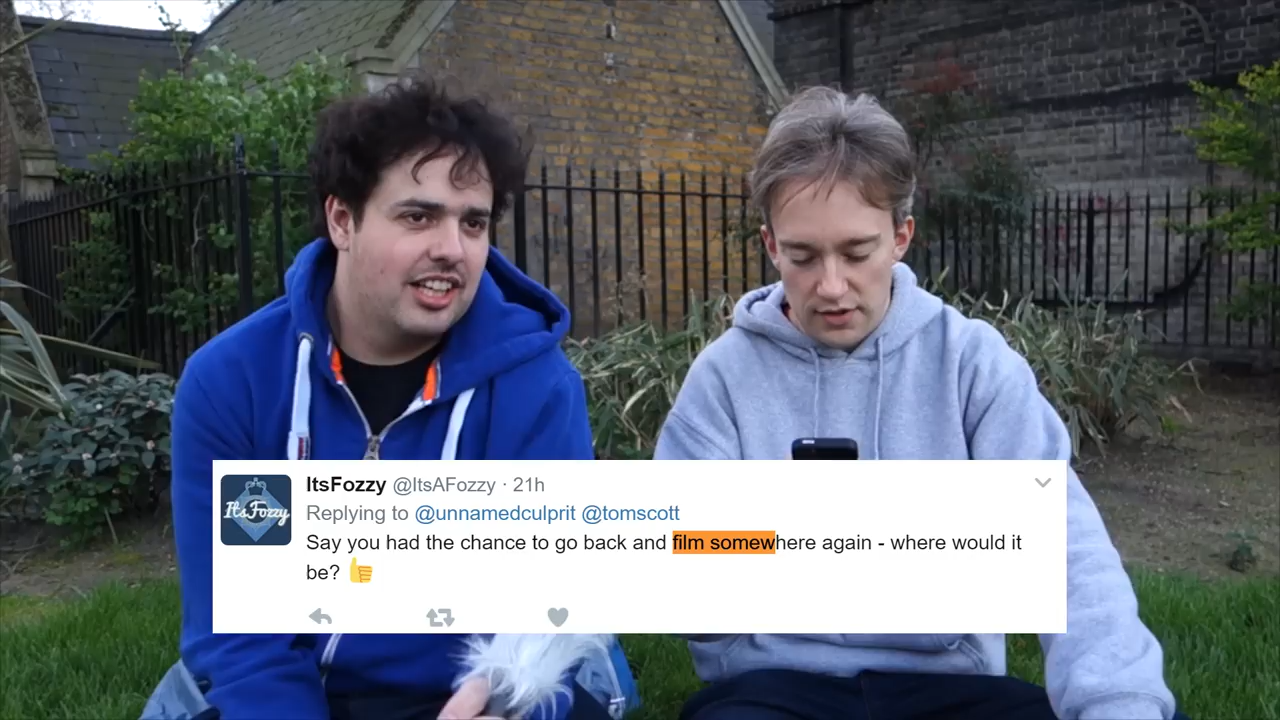 ItsFozzy @ItsAFozzy · 21h
Replying to @unnamedculprit @tomscott
ItsFozzy
Say you had the chance to go back and film somewhere again - where would it
be? 👍